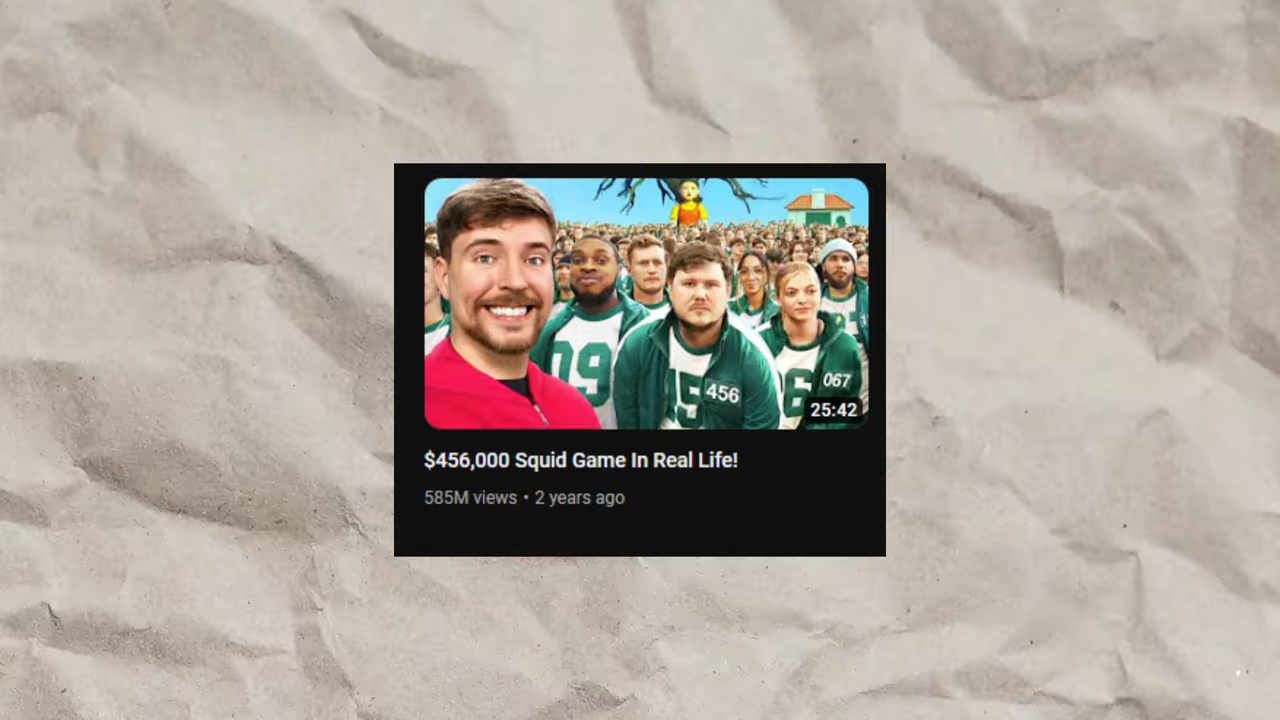 09
456
067
25:42
$456,000 Squid Game In Real Life!
585M views • 2 years ago